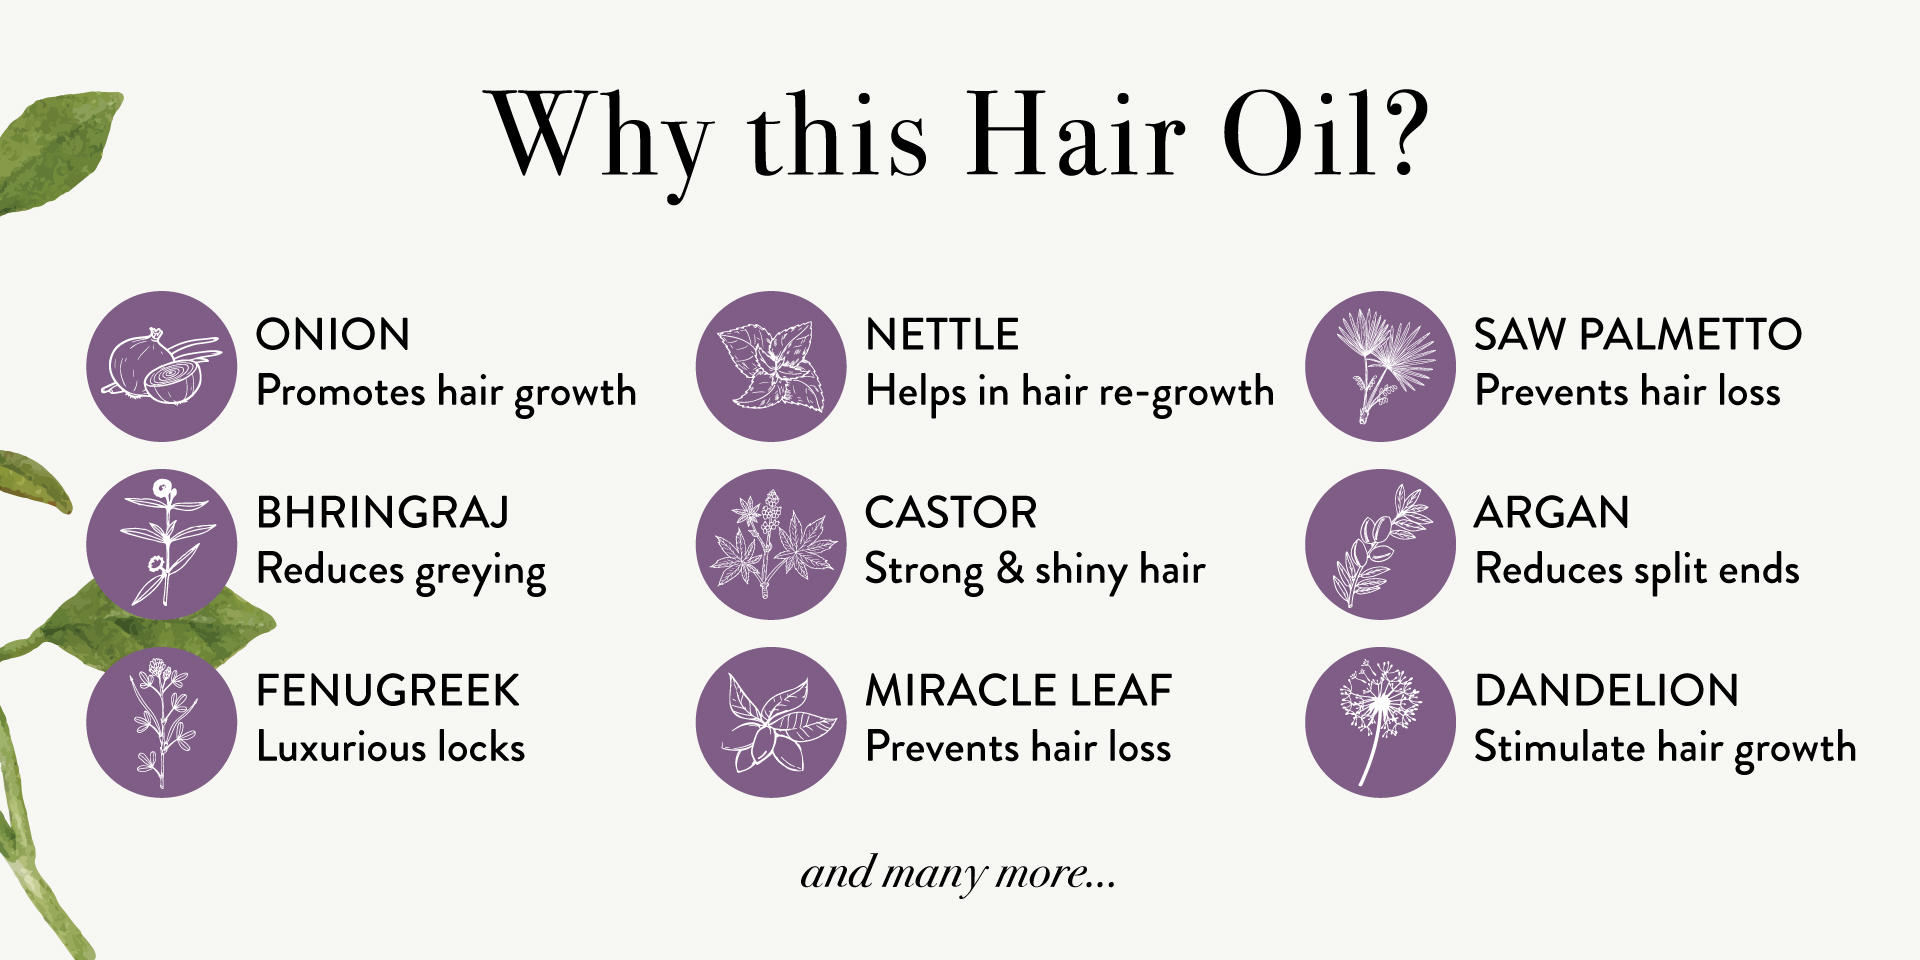 Why this Hair Oil?
ONION
Promotes hair growth
NETTLE
Helps in hair re-growth
SAW PALMETTO
Prevents hair loss
BHRINGRAJ
Reduces greying
CASTOR
Strong & shiny hair
ARGAN
Reduces split ends
FENUGREEK
Luxurious locks
MIRACLE LEAF
Prevents hair loss
DANDELION
Stimulate hair growth
and many more...